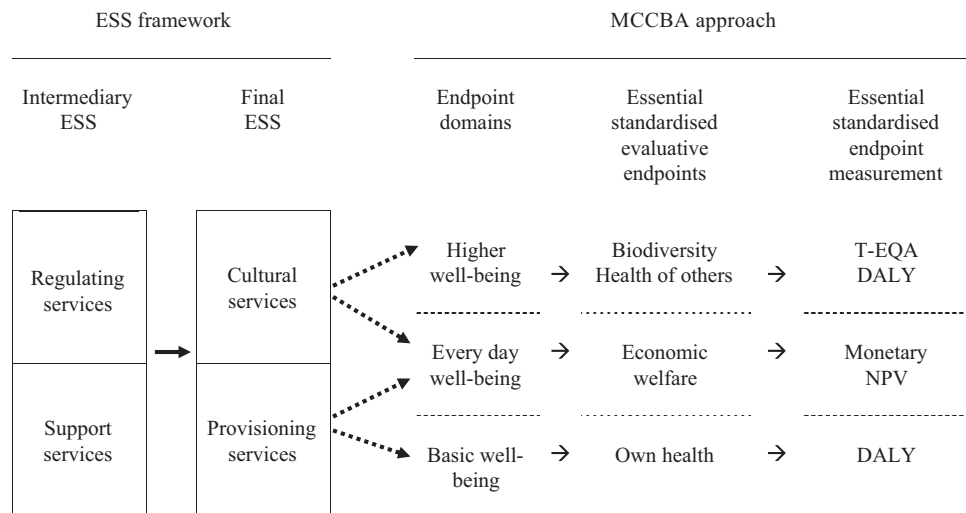 ESS framework
MCCBA approach
Intermediary
ESS
Final
ESS
Endpoint
domains
Essential
standardised
evaluative
endpoints
Essential
standardised
endpoint
measurement
Regulating
services
Cultural
services
Higher
well-being
→
Biodiversity
Health of others
→
T-EQA
DALY
Every day
well-being
→
Economic
welfare
→
Monetary
NPV
Support
services
Provisioning
services
Basic well-
being
→
Own health
→
DALY